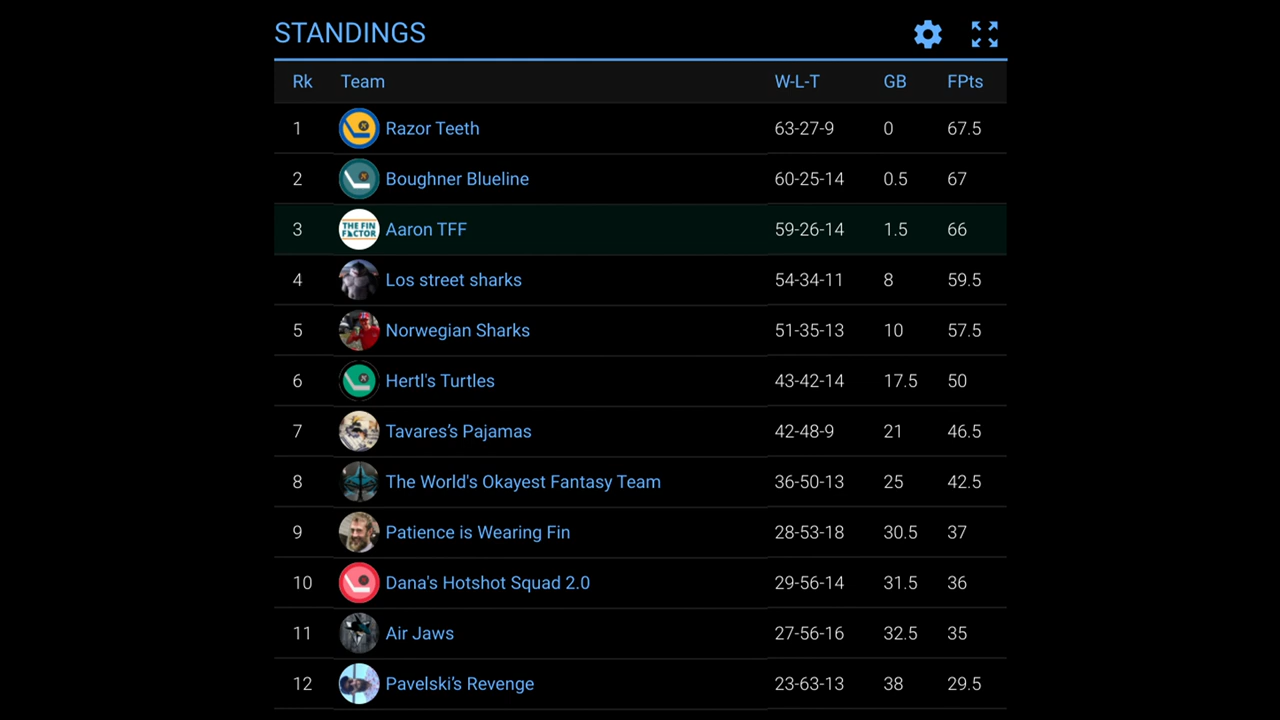 STANDINGS
Rk Team W-L-T GB FPts
1 Razor Teeth 63-27-9 0 67.5
2 Boughner Blueline 60-25-14 0.5 67
3 THE FIN FACTOR Aaron TFF 59-26-14 1.5 66
4 Los street sharks 54-34-11 8 59.5
5 Norwegian Sharks 51-35-13 10 57.5
6 Hertl's Turtles 43-42-14 17.5 50
7 Tavares’s Pajamas 42-48-9 21 46.5
8 The World's Okayest Fantasy Team 36-50-13 25 42.5
9 Patience is Wearing Fin 28-53-18 30.5 37
10 Dana's Hotshot Squad 2.0 29-56-14 31.5 36
11 Air Jaws 27-56-16 32.5 35
12 Pavelski’s Revenge 23-63-13 38 29.5